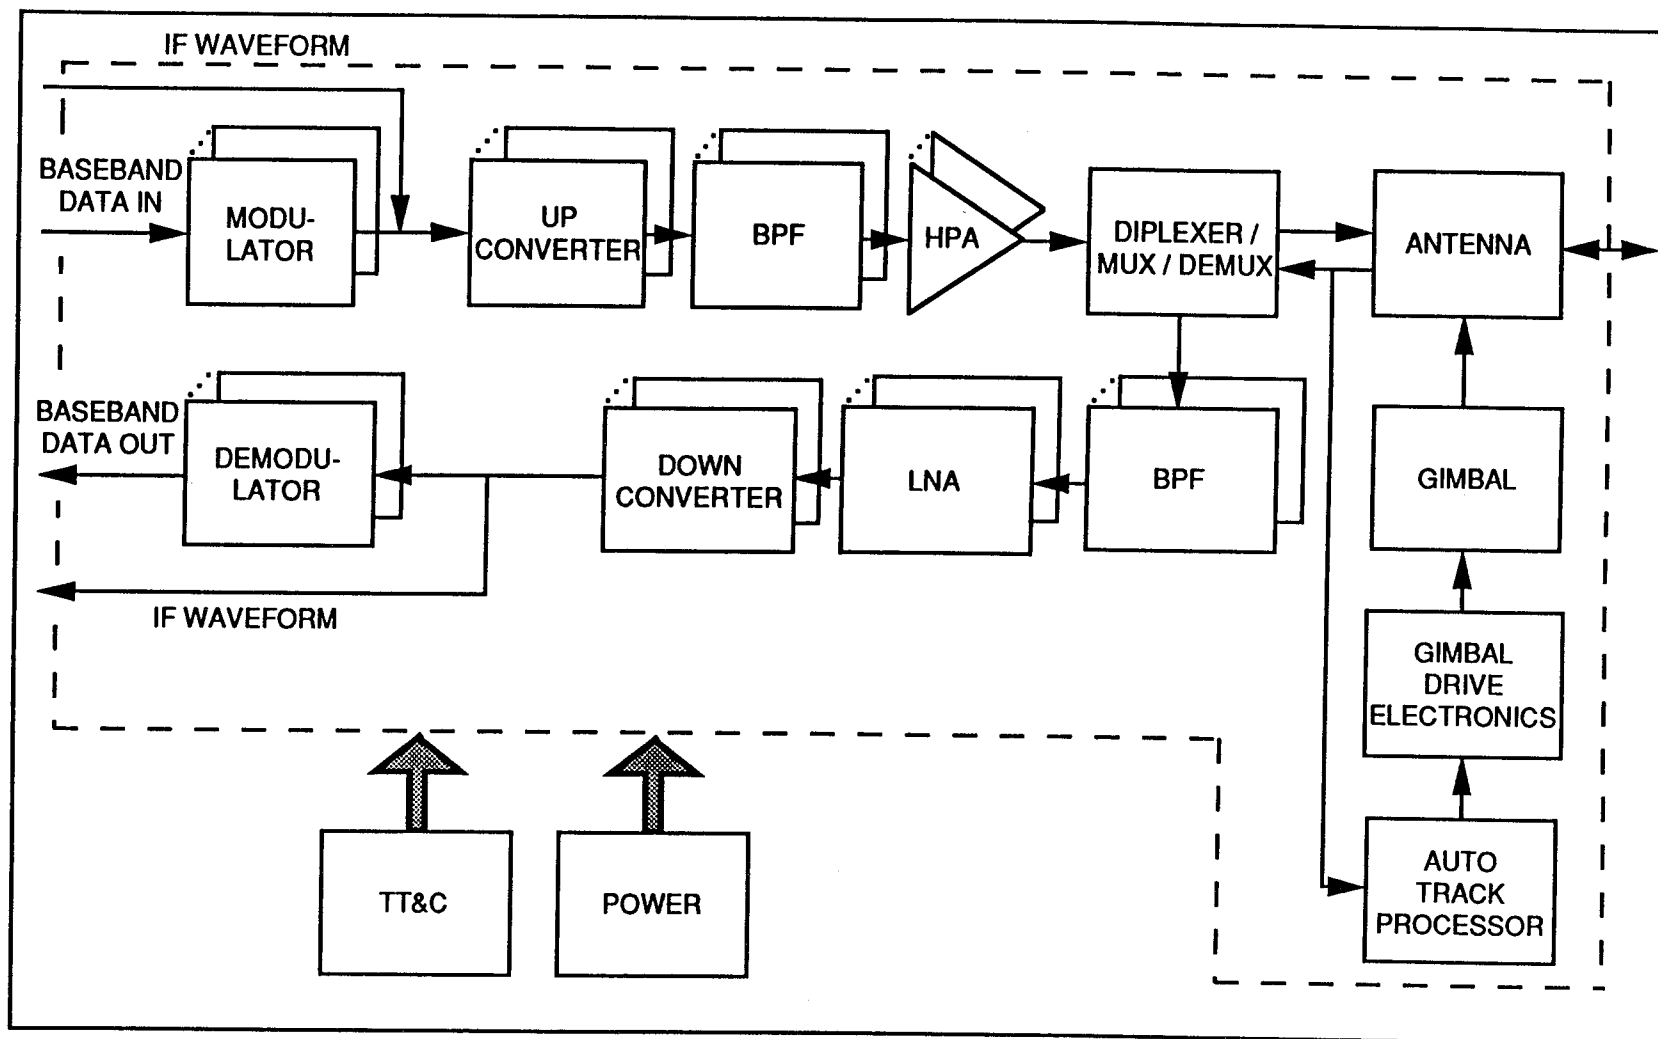 IF WAVEFORM
BASEBAND
DATA IN
MODU-
LATOR
UP
CONVERTER
BPF
HPA
DIPLEXER /
MUX / DEMUX
ANTENNA
BASEBAND
DATA OUT
DEMODU-
LATOR
DOWN
CONVERTER
LNA
BPF
GIMBAL
IF WAVEFORM
GIMBAL
DRIVE
ELECTRONICS
TT&C
POWER
AUTO
TRACK
PROCESSOR